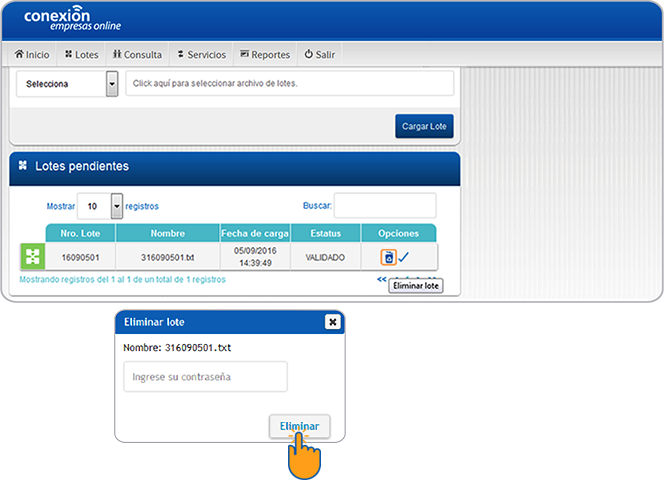 conexión
empresas online
Inicio Lotes Consulta Servicios Reportes Salir
Selecciona Click aquí para seleccionar archivo de lotes.
Cargar Lote
Lotes pendientes
Mostrar 10 registros Buscar:
Nro. Lote Nombre Fecha de carga Estatus Opciones
16090501 316090501.txt 05/09/2016 14:39:49 VALIDADO
Mostrando registros del 1 al 1 de un total de 1 registros <<
Eliminar lote
Eliminar lote
Nombre: 316090501.txt
Ingrese su contraseña
Eliminar